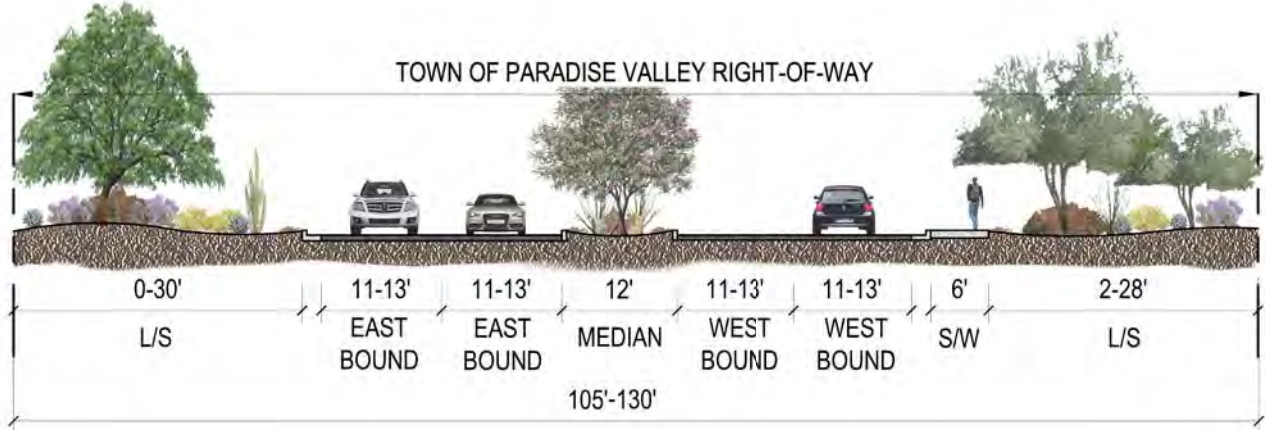 TOWN OF PARADISE VALLEY RIGHT-OF-WAY
0-30' 11-13' 11-13' 12' 11-13' 11-13' 6' 2-28'
L/S EAST BOUND EAST BOUND MEDIAN WEST BOUND WEST BOUND S/W L/S
105'-130'